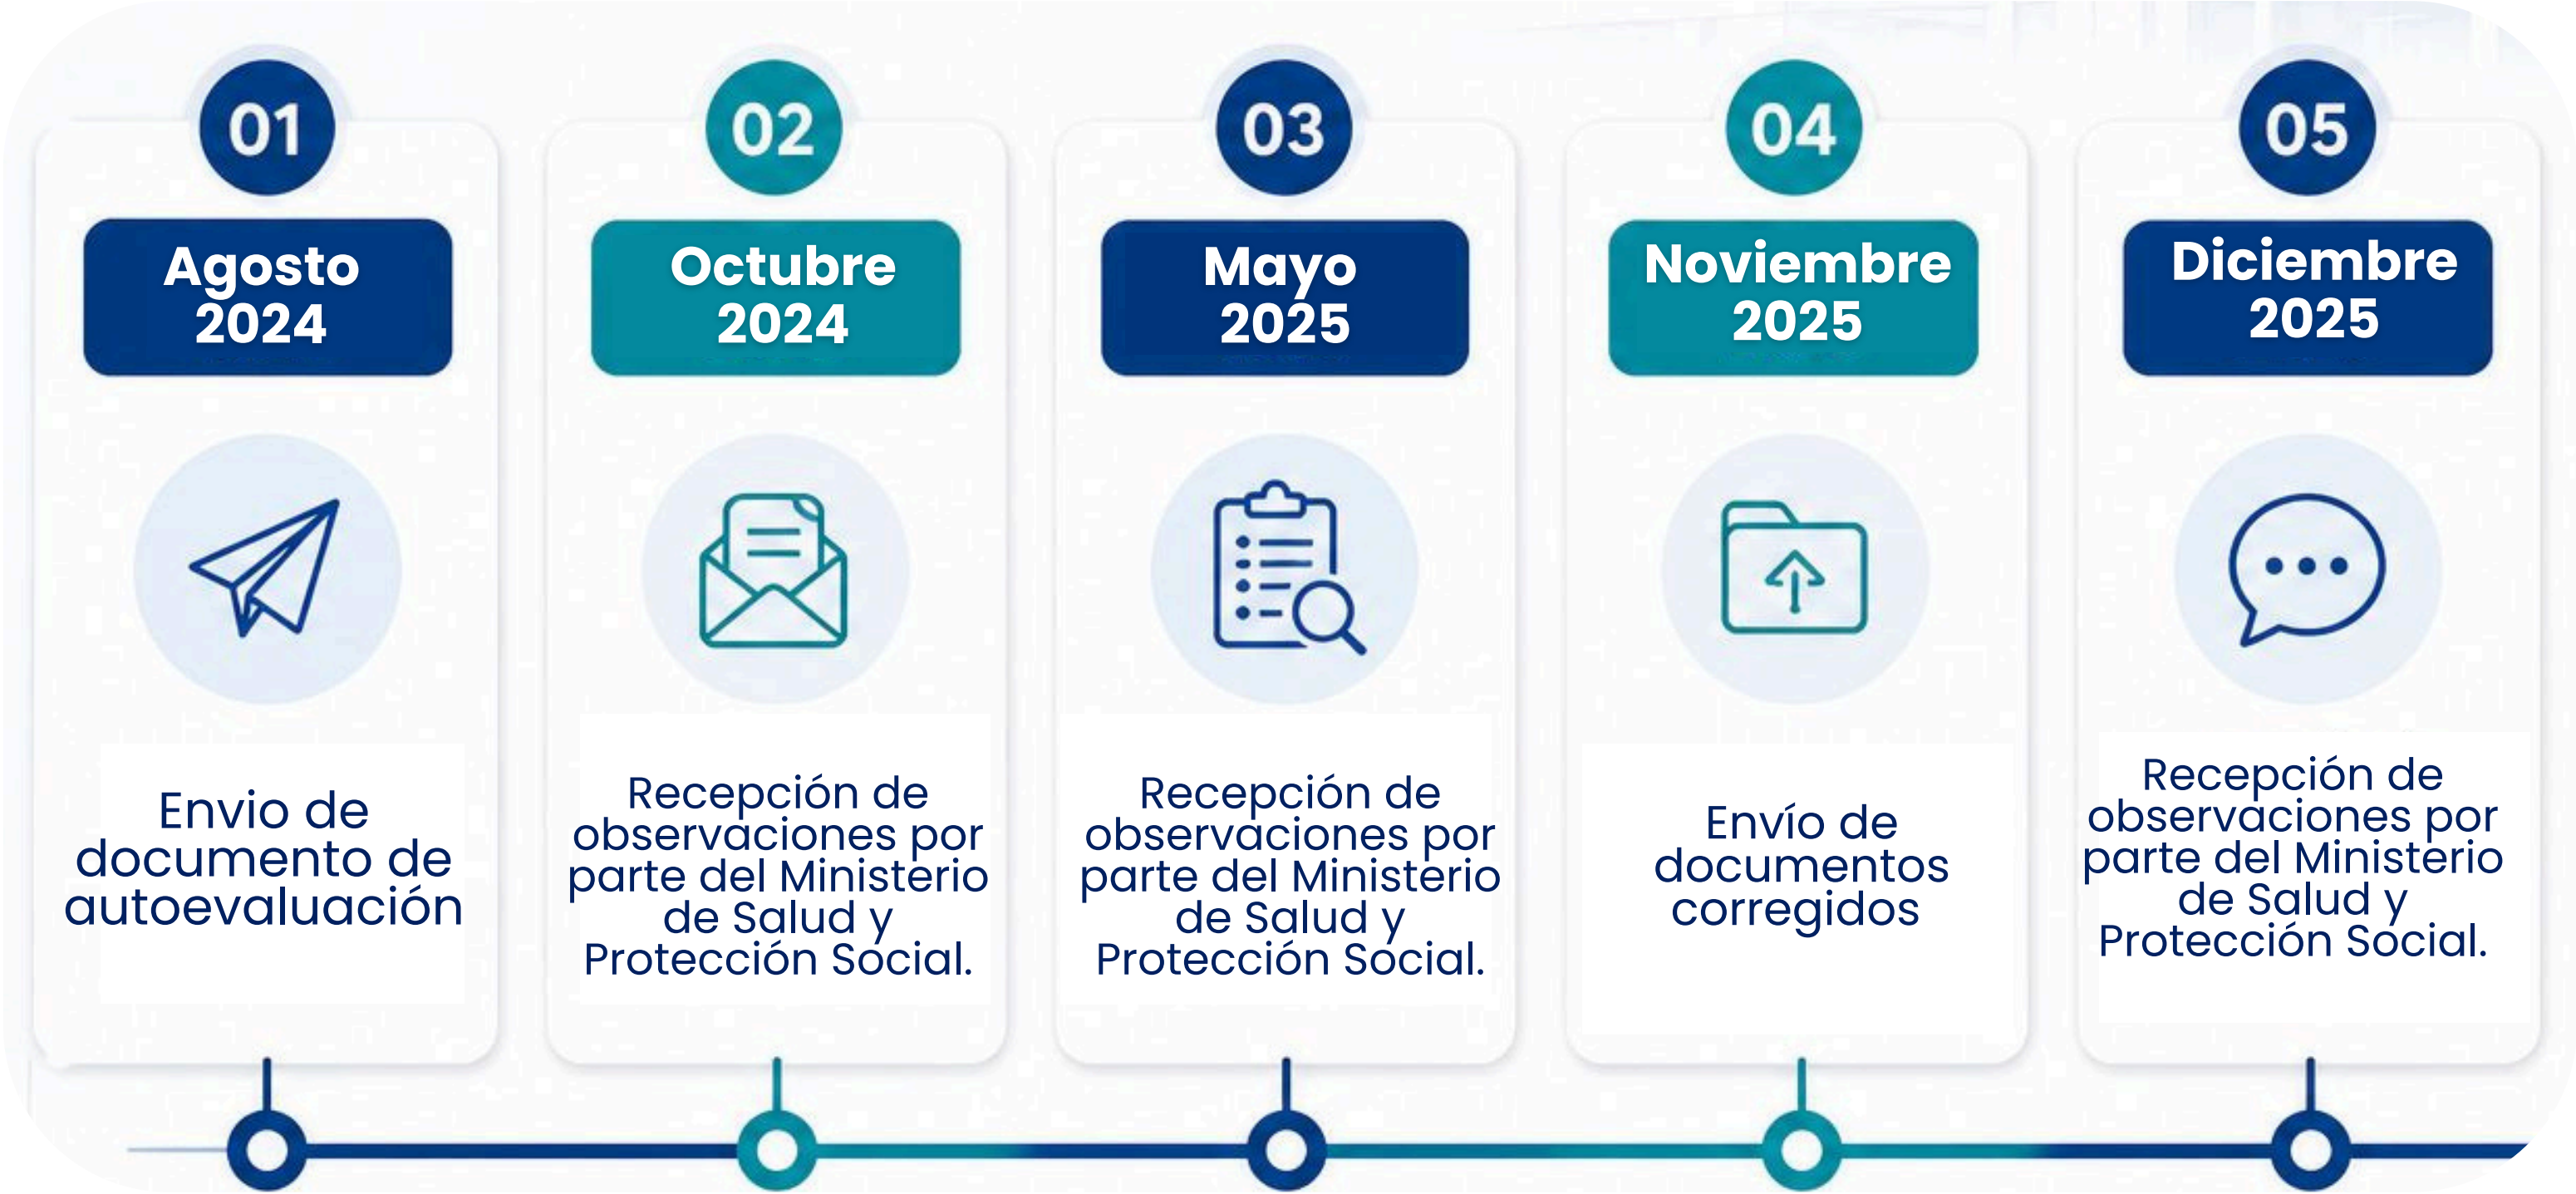 01
Agosto
2024
Envio de
documento de
autoevaluación
02
Octubre
2024
Recepción de
observaciones por
parte del Ministerio
de Salud y
Protección Social.
03
Mayo
2025
Recepción de
observaciones por
parte del Ministerio
de Salud y
Protección Social.
04
Noviembre
2025
Envío de
documentos
corregidos
05
Diciembre
2025
Recepción de
observaciones por
parte del Ministerio
de Salud y
Protección Social.